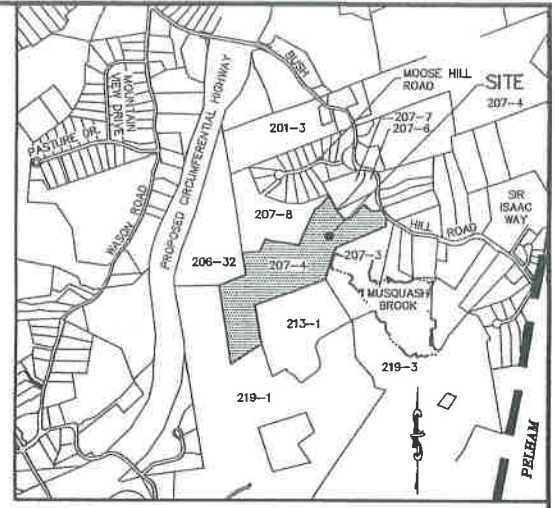 BUSH
MOOSE HILL
ROAD
SITE
207-4
201-3
207-7
207-6
MOUNTAIN
VIEW DRIVE
PASTURE DR.
PROPOSED CIRCUMFERENTIAL HIGHWAY
WASON ROAD
SIR
ISAAC
WAY
207-8
HILL ROAD
206-32
207-4
207-3
MUSQUASH
BROOK
213-1
219-3
219-1
PELHAM